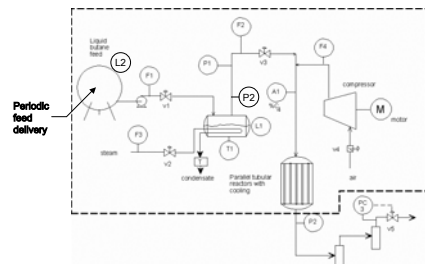 Liquid
butane
feed
L2
F1
v1
Periodic
feed
delivery
F3
steam
v2
T
condensate
T1
L1
P1
P2
F2
v3
A1
F4
compressor
M
motor
v4
air
Parallel tubular
reactors with
cooling
P2
PC
3
v5